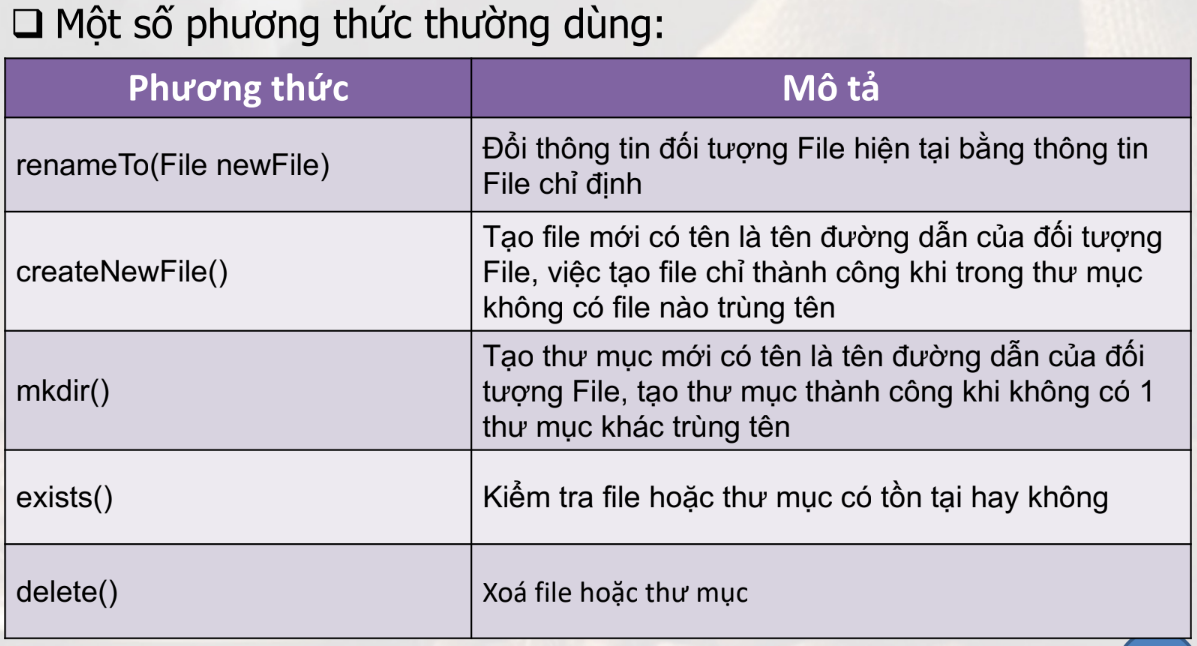 ❑ Một số phương thức thường dùng:
Phương thức
Mô tả
renameTo(File newFile)
Đổi thông tin đối tượng File hiện tại bằng thông tin
File chỉ định
createNewFile()
Tạo file mới có tên là tên đường dẫn của đối tượng
File, việc tạo file chỉ thành công khi trong thư mục
không có file nào trùng tên
mkdir()
Tạo thư mục mới có tên là tên đường dẫn của đối
tượng File, tạo thư mục thành công khi không có 1
thư mục khác trùng tên
exists()
Kiểm tra file hoặc thư mục có tồn tại hay không
delete()
Xoá file hoặc thư mục